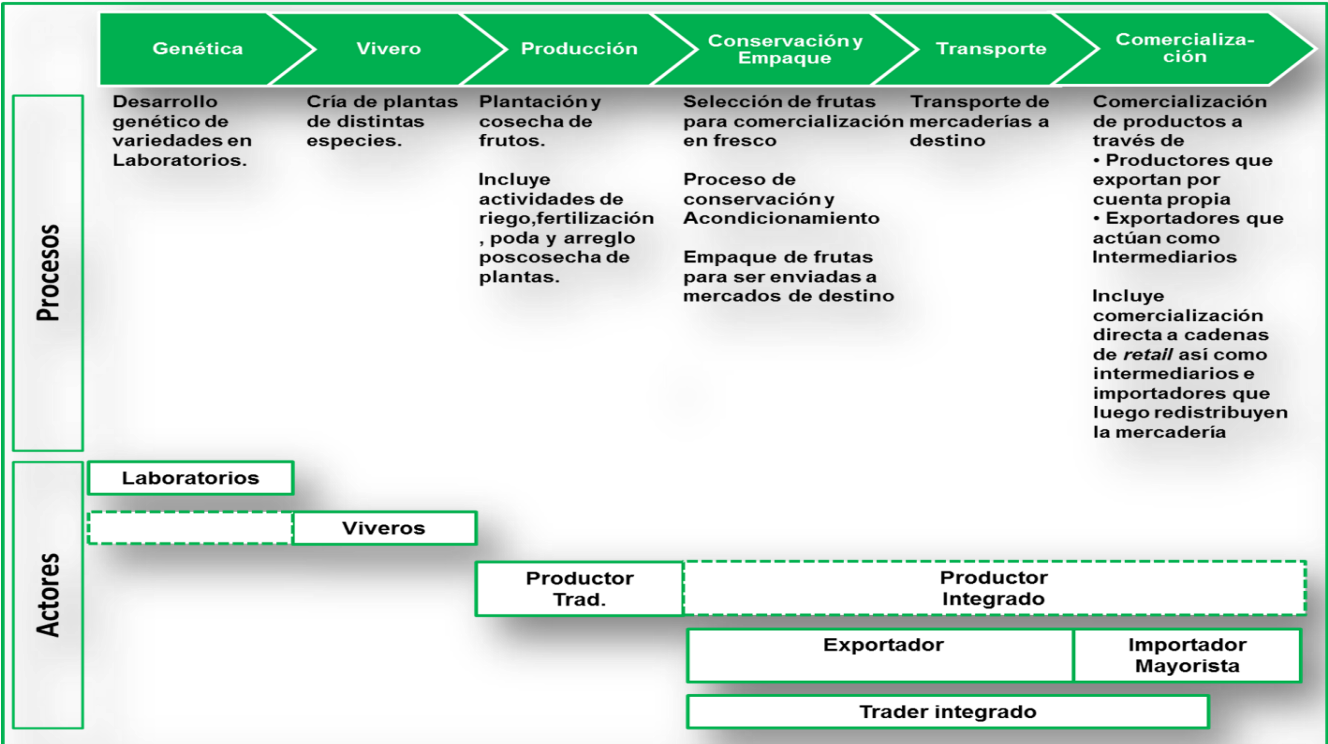 Genética
Vivero
Producción
Conservación y
Empaque
Transporte
Comercializa-
ción
Procesos
Desarrollo
genético de
variedades en
Laboratorios.
Cría de plantas
de distintas
especies.
Plantación y
cosecha de
frutos.
Incluye
actividades de
riego,fertilización
, poda y arreglo
poscosecha de
plantas.
Selección de frutas
para comercialización
en fresco
Proceso de
conservación y
Acondicionamiento
Empaque de frutas
para ser enviadas a
mercados de destino
Transporte de
mercaderías a
destino
Comercialización
de productos a
través de
• Productores que
exportan por
cuenta propia
• Exportadores que
actúan como
Intermediarios
Incluye
comercialización
directa a cadenas
de retail así como
intermediarios e
importadores que
luego redistribuyen
la mercadería
Actores
Laboratorios
Viveros
Productor
Trad.
Productor
Integrado
Exportador
Importador
Mayorista
Trader integrado